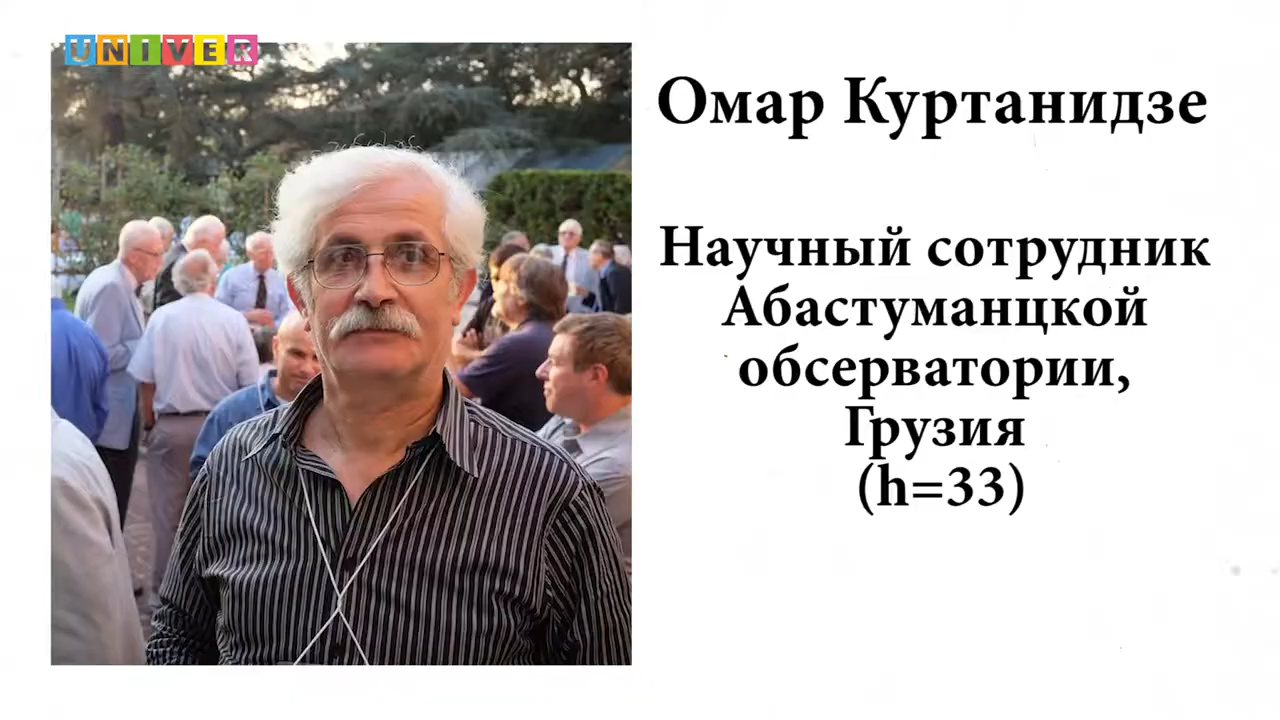 UNIVER
Омар Куртанидзе
Научный сотрудник
Абастуманцкой
обсерватории,
Грузия
(h=33)